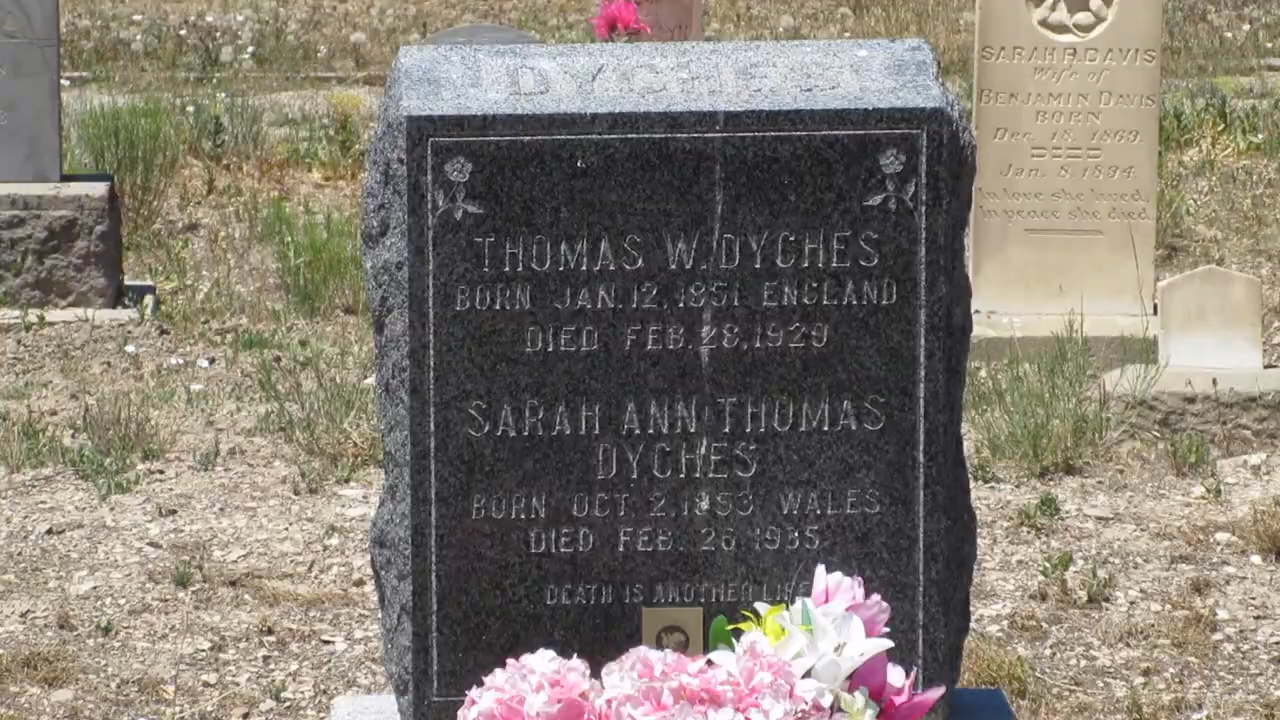 DYCHES
THOMAS W. DYCHES
BORN JAN. 12, 1851 ENGLAND
DIED FEB. 28, 1929
SARAH ANN THOMAS
DYCHES
BORN OCT. 2, 1853 WALES
DIED FEB. 26 1935
DEATH IS ANOTHER LIFE
SARAH P. DAVIS
Wife of
BENJAMIN DAVIS
BORN
Dec. 18, 1869.
DIED
Jan. 8, 1894.
In love she lived,
In peace she died.